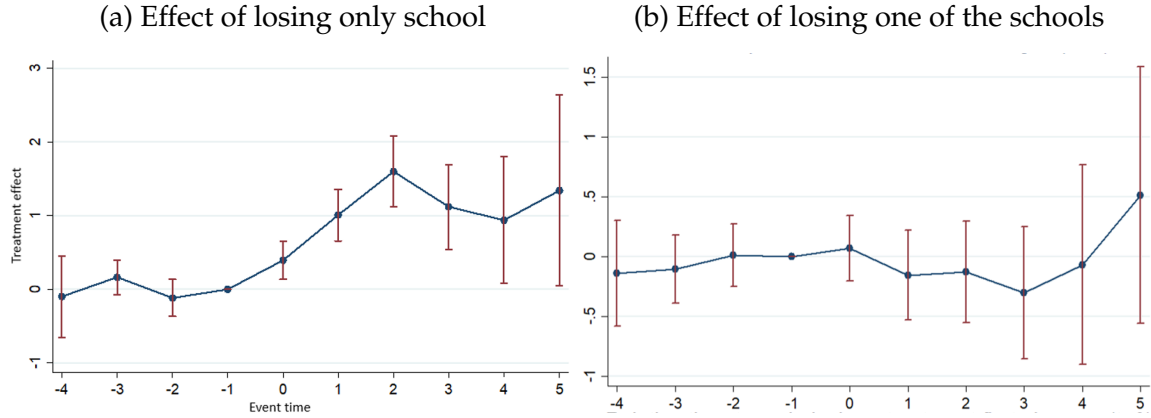 (a) Effect of losing only school
(b) Effect of losing one of the schools
3
2
1
0
-1
Treatment effect
-4 -3 -2 -1 0 1 2 3 4 5
Event time
1.5
1
.5
0
-.5
-1
-4 -3 -2 -1 0 1 2 3 4 5